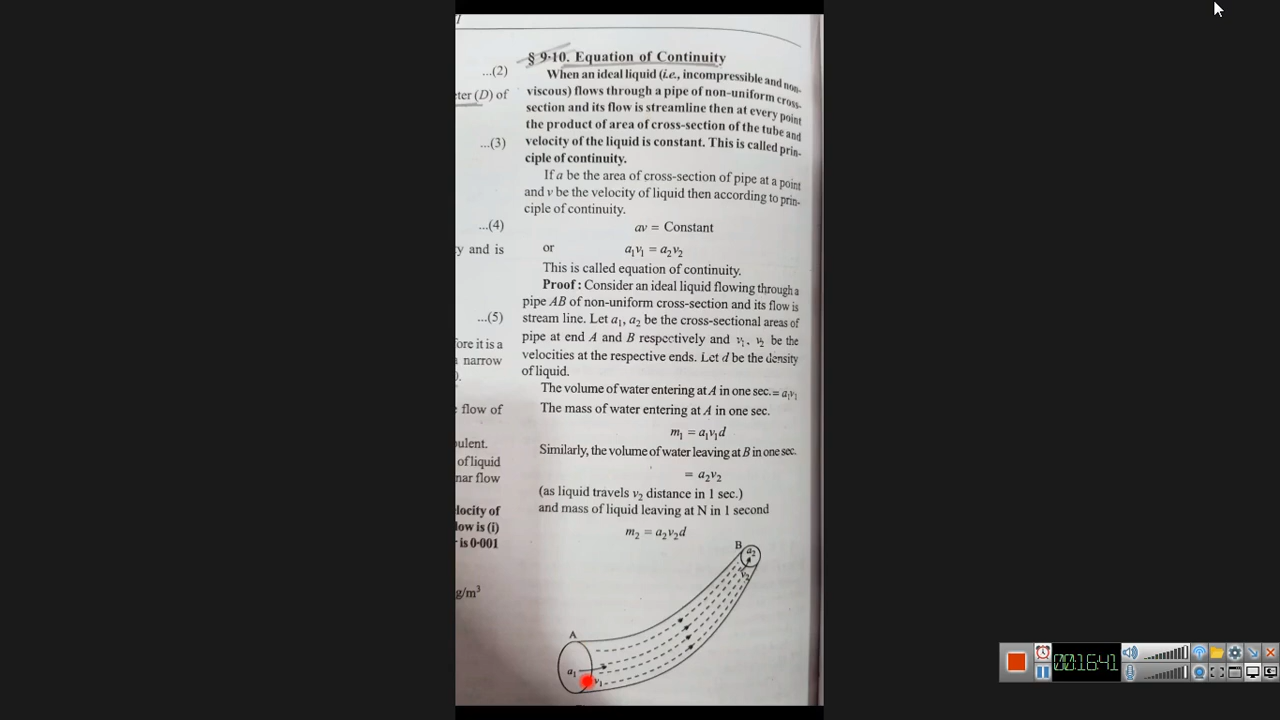 ...(2)
ter (D) of
...(3)
...(4)
y and is
...(5)
fore it is a
narrow
).
flow of
ulent.
of liquid
nar flow
locity of
low is (i)
is 0·001
g/m³
§ 9·10. Equation of Continuity
When an ideal liquid (i.e., incompressible and non-
viscous) flows through a pipe of non-uniform cross-
section and its flow is streamline then at every point
the product of area of cross-section of the tube and
velocity of the liquid is constant. This is called prin-
ciple of continuity.
If a be the area of cross-section of pipe at a point
and v be the velocity of liquid then according to prin-
ciple of continuity.
av = Constant
or a₁v₁ = a₂v₂
This is called equation of continuity.
Proof : Consider an ideal liquid flowing through a
pipe AB of non-uniform cross-section and its flow is
stream line. Let a₁, a₂ be the cross-sectional areas of
pipe at end A and B respectively and v₁, v₂ be the
velocities at the respective ends. Let d be the density
of liquid.
The volume of water entering at A in one sec. = a₁v₁
The mass of water entering at A in one sec.
m₁ = a₁v₁d
Similarly, the volume of water leaving at B in one sec.
= a₂v₂
(as liquid travels v₂ distance in 1 sec.)
and mass of liquid leaving at N in 1 second
m₂ = a₂v₂d
B
a₂
v₂
A
a₁
v₁
00:16:41